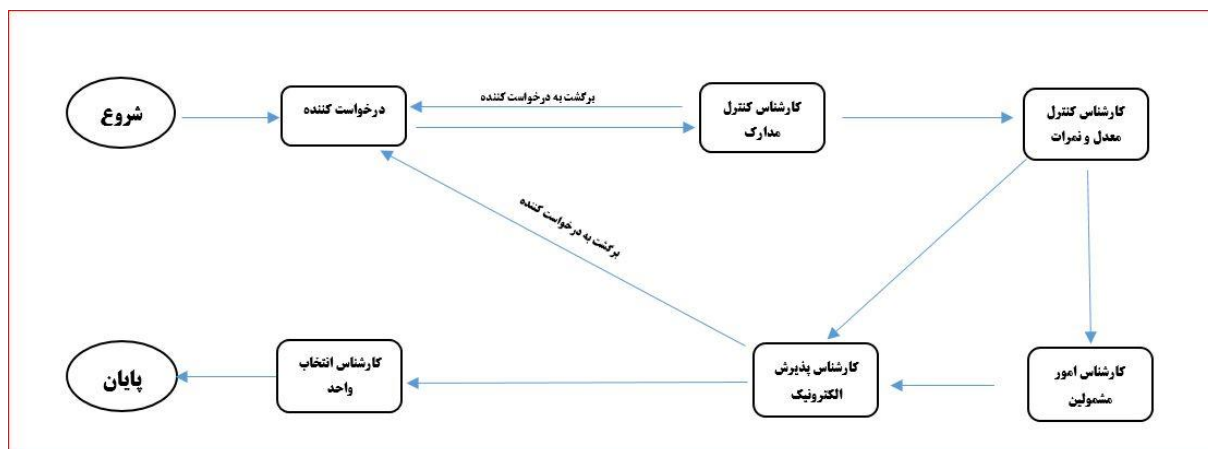 شروع
درخواست کننده
برگشت به درخواست کننده
کارشناس کنترل
مدارک
کارشناس کنترل
معدل و نمرات
برگشت به درخواست کننده
پایان
کارشناس انتخاب
واحد
کارشناس پذیرش
الکترونیک
کارشناس امور
مشمولین